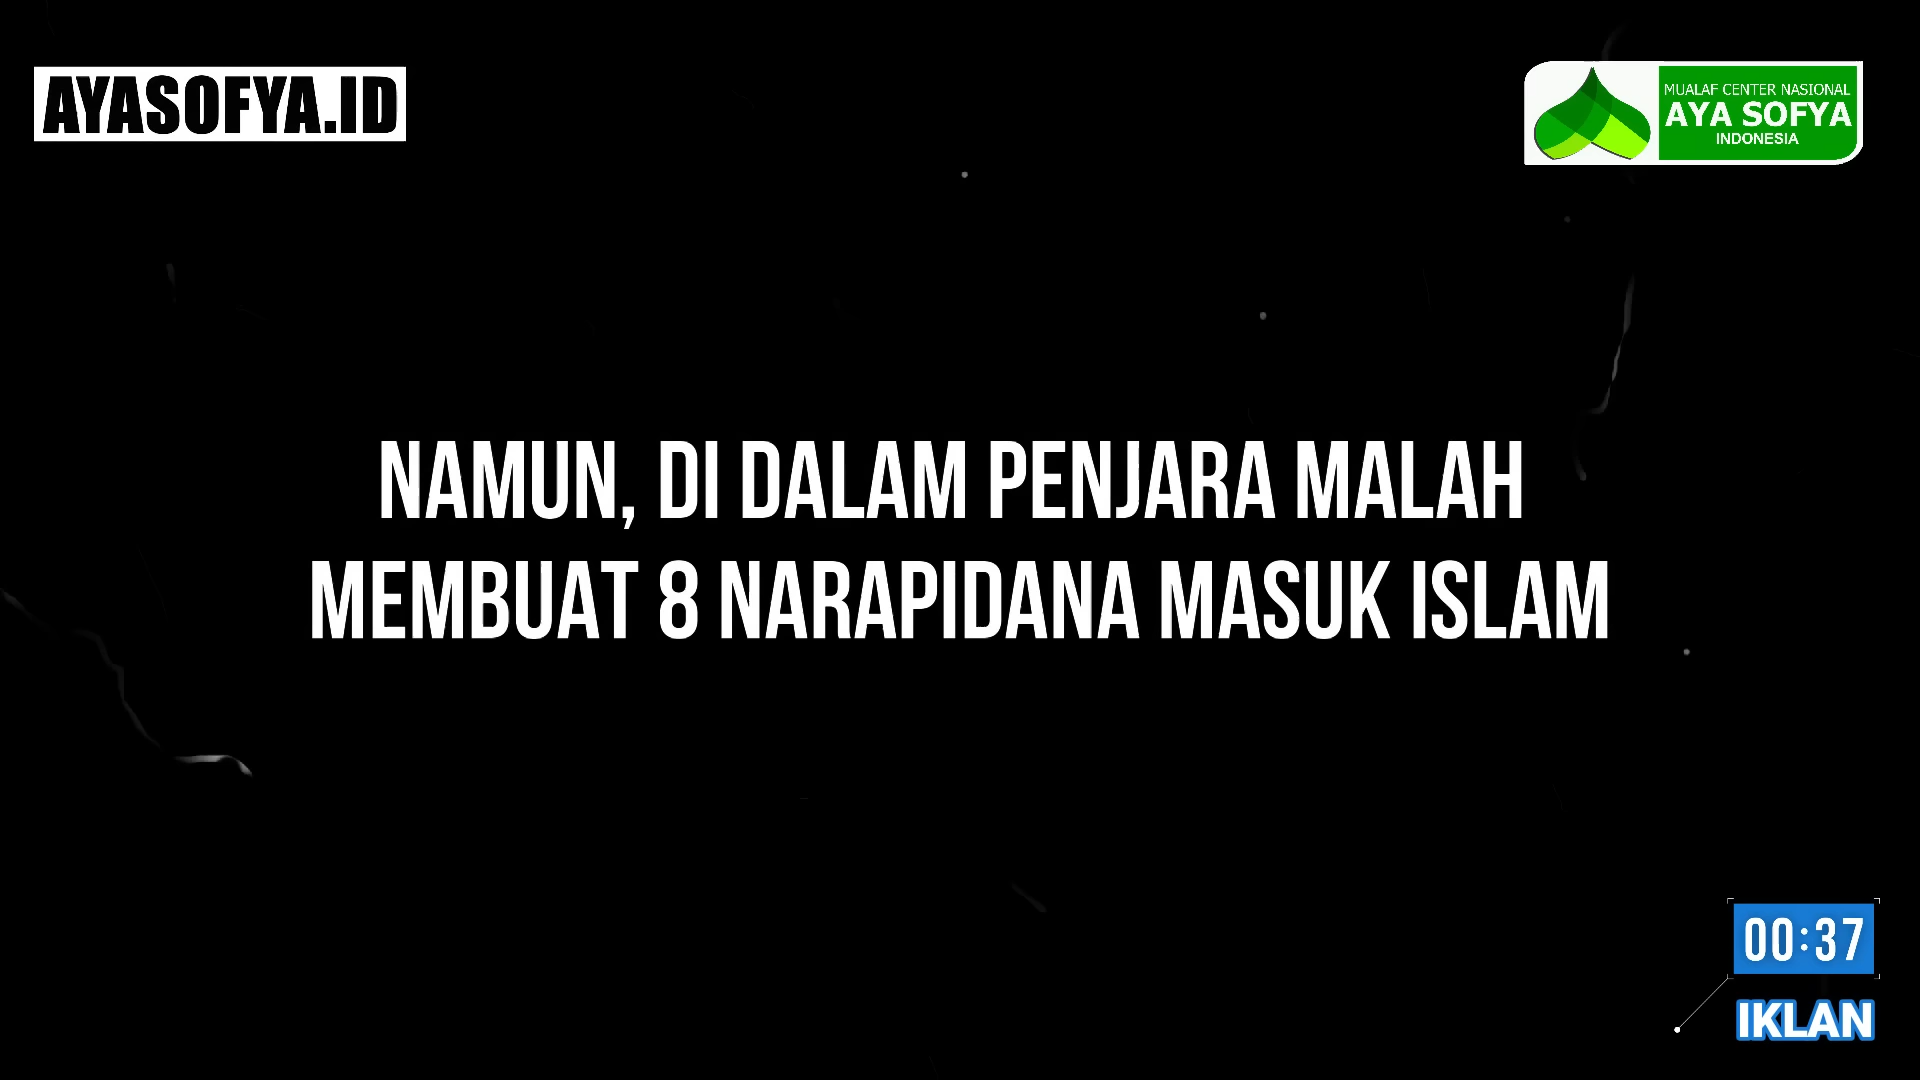 AYASOFYA.ID
MUALAF CENTER NASIONAL
AYA SOFYA
INDONESIA
NAMUN, DI DALAM PENJARA MALAH
MEMBUAT 8 NARAPIDANA MASUK ISLAM
00:37
IKLAN